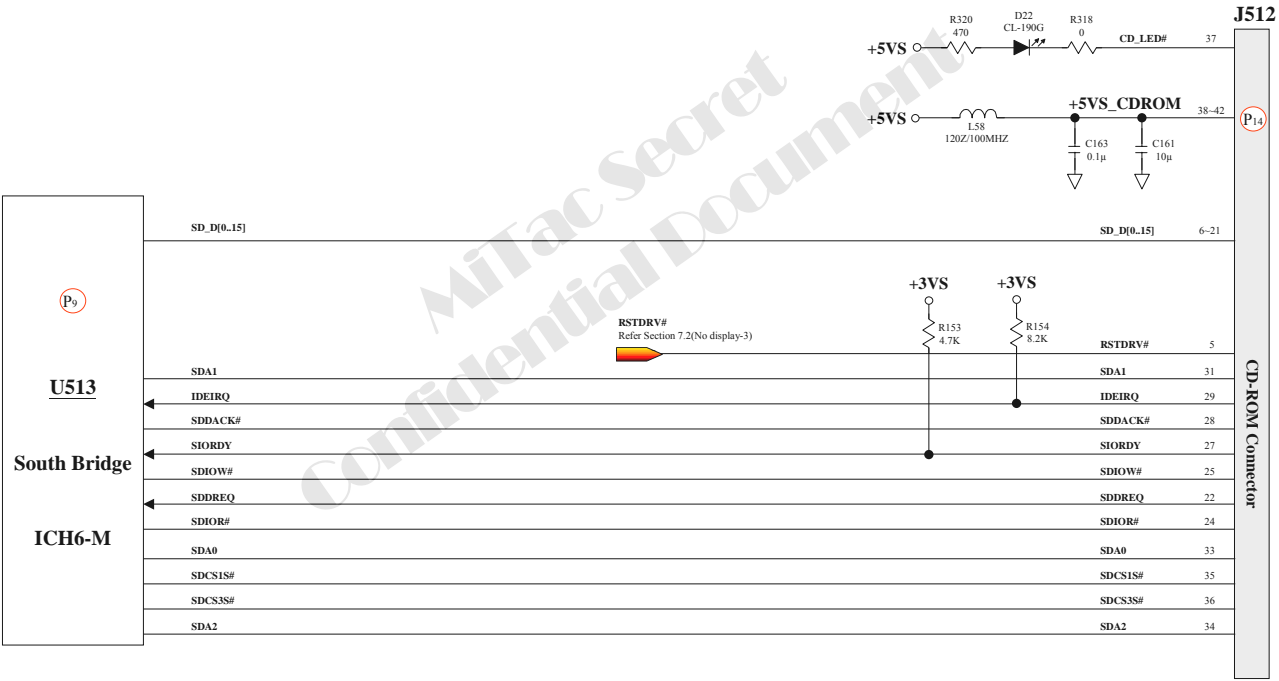 J512
R320
470
D22
CL-190G
R318
0
+5VS
CD_LED#
37
+5VS
L58
120Z/100MHZ
+5VS_CDROM
38~42
P14
C163
0.1μ
C161
10μ
MiTac Secret
Confidential Document
SD_D[0..15]
SD_D[0..15]
6~21
P9
+3VS
+3VS
R153
4.7K
R154
8.2K
RSTDRV#
Refer Section 7.2(No display-3)
RSTDRV#
5
U513
South Bridge
ICH6-M
CD-ROM Connector
SDA1
SDA1
31
IDEIRQ
IDEIRQ
29
SDDACK#
SDDACK#
28
SIORDY
SIORDY
27
SDIOW#
SDIOW#
25
SDDREQ
SDDREQ
22
SDIOR#
SDIOR#
24
SDA0
SDA0
33
SDCS1S#
SDCS1S#
35
SDCS3S#
SDCS3S#
36
SDA2
SDA2
34